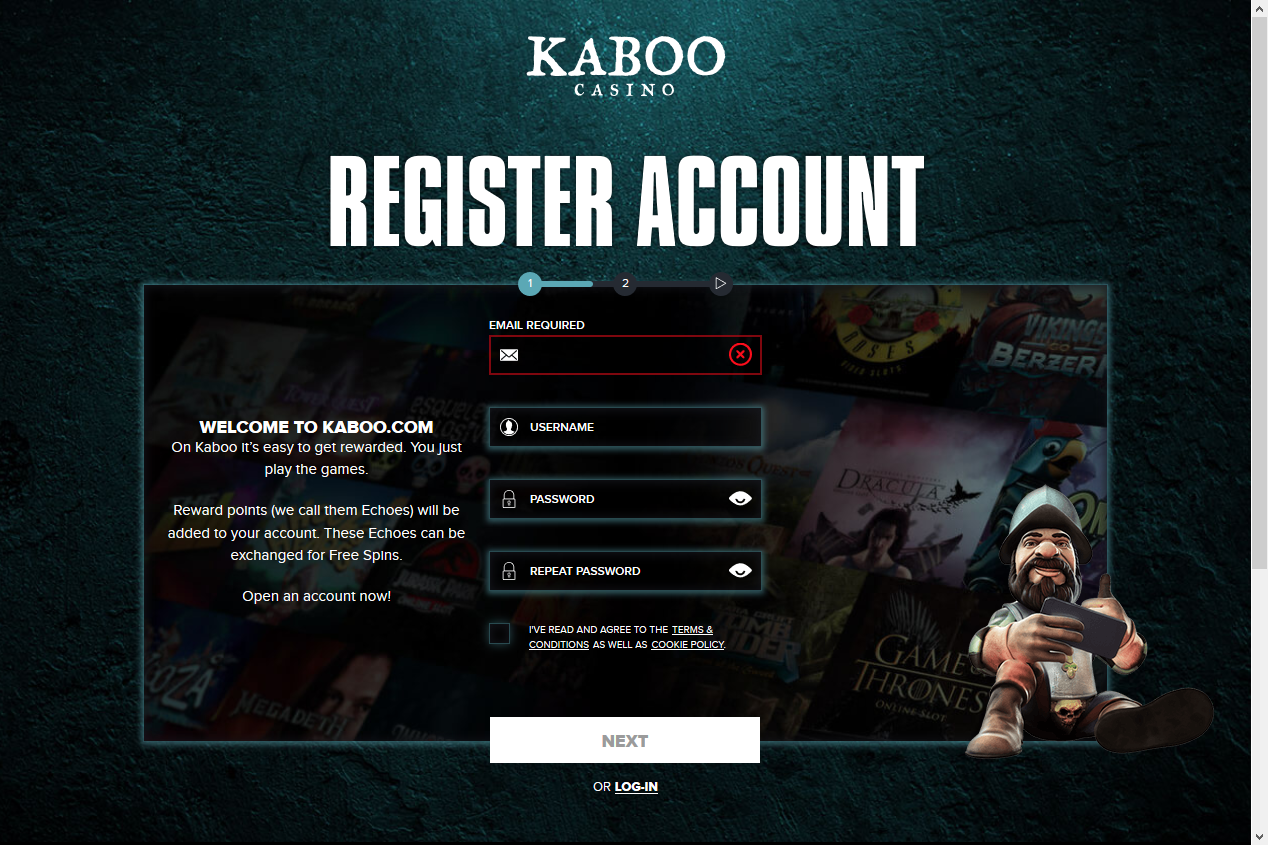 KABOO
CASINO
REGISTER ACCOUNT
1
2
EMAIL REQUIRED
USERNAME
PASSWORD
REPEAT PASSWORD
I'VE READ AND AGREE TO THE TERMS &
CONDITIONS AS WELL AS COOKIE POLICY.
WELCOME TO KABOO.COM
On Kaboo it's easy to get rewarded. You just
play the games.
Reward points (we call them Echoes) will be
added to your account. These Echoes can be
exchanged for Free Spins.
Open an account now!
ROSES
VIDEO SLOTS
VIKINGS
GO
BERZERK
DRACULA
TOMB
RAIDER
GAME OF
THRONES
ONLINE SLOT
JURASSIC PARK
MEGADETH
NEXT
OR LOG-IN